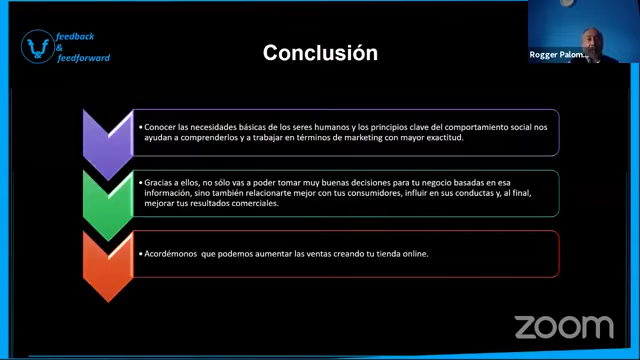 feedback
&
feedforward
Conclusión
Rogger Palom...
• Conocer las necesidades básicas de los seres humanos y los principios clave del comportamiento social nos
ayudan a comprenderlos y a trabajar en términos de marketing con mayor exactitud.
• Gracias a ellos, no sólo vas a poder tomar muy buenas decisiones para tu negocio basadas en esa
información, sino también relacionarte mejor con tus consumidores, influir en sus conductas y, al final,
mejorar tus resultados comerciales.
• Acordémonos que podemos aumentar las ventas creando tu tienda online.
zoom